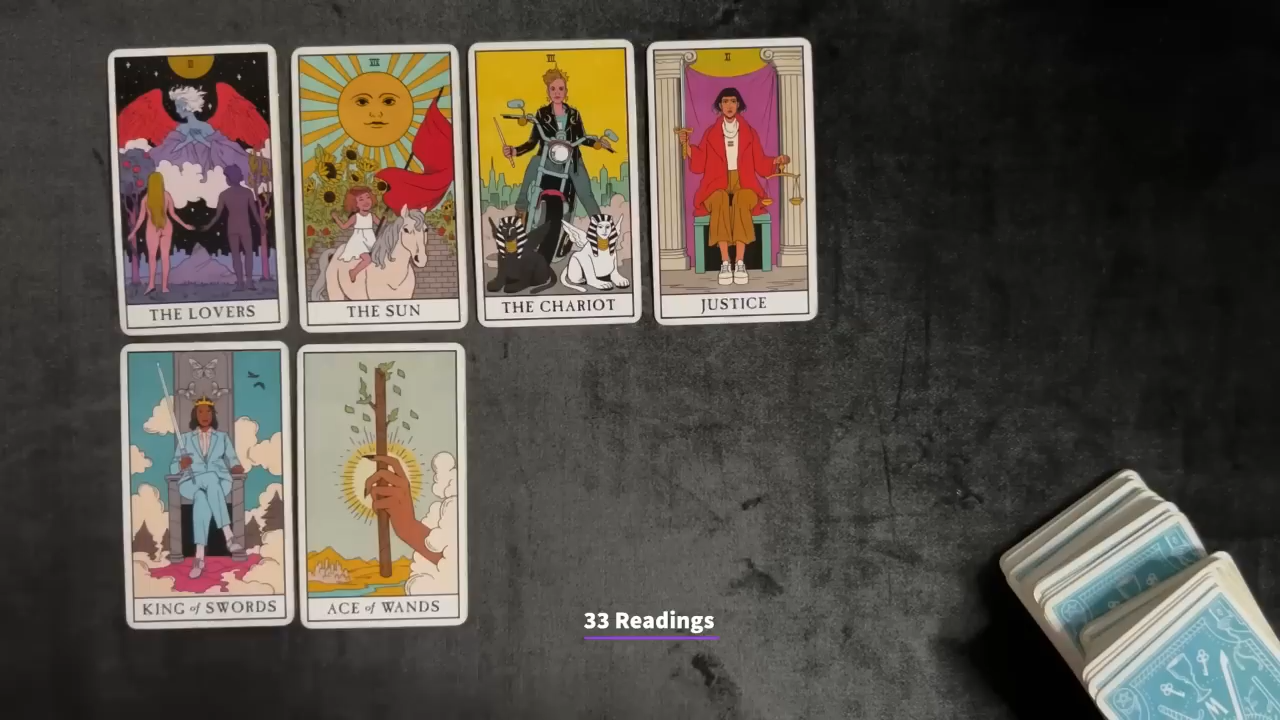 THE LOVERS
THE SUN
THE CHARIOT
JUSTICE
KING of SWORDS
ACE of WANDS
33 Readings